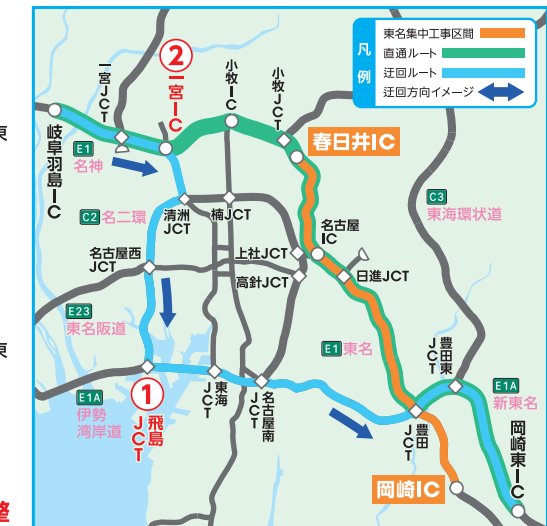 東
東
整
凡例
東名集中工事区間
直通ルート
迂回ルート
迂回方向イメージ
一宮JCT
②
一宮IC
小牧IC
小牧JCT
春日井IC
岐阜羽島IC
E1
名神
C2 名二環
清洲JCT
楠JCT
名古屋IC
C3
東海環状道
名古屋西JCT
上社JCT
高針JCT
日進JCT
E23
東名阪道
E1 東名
豊田東JCT
E1A
新東名
E1A
伊勢湾岸道
①
飛島JCT
東海JCT
名古屋南JCT
豊田JCT
岡崎東IC
岡崎IC